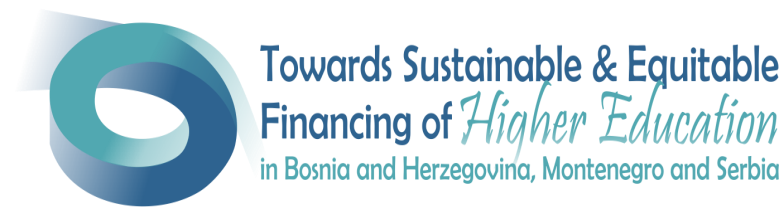 Towards Sustainable & Equitable
Financing of Higher Education
in Bosnia and Herzegovina, Montenegro and Serbia